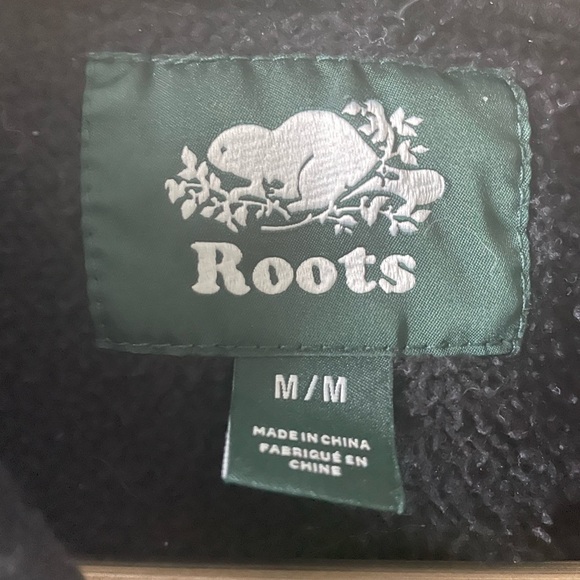 Roots
M/M
MADE IN CHINA
FABRIQUÉ EN
CHINE